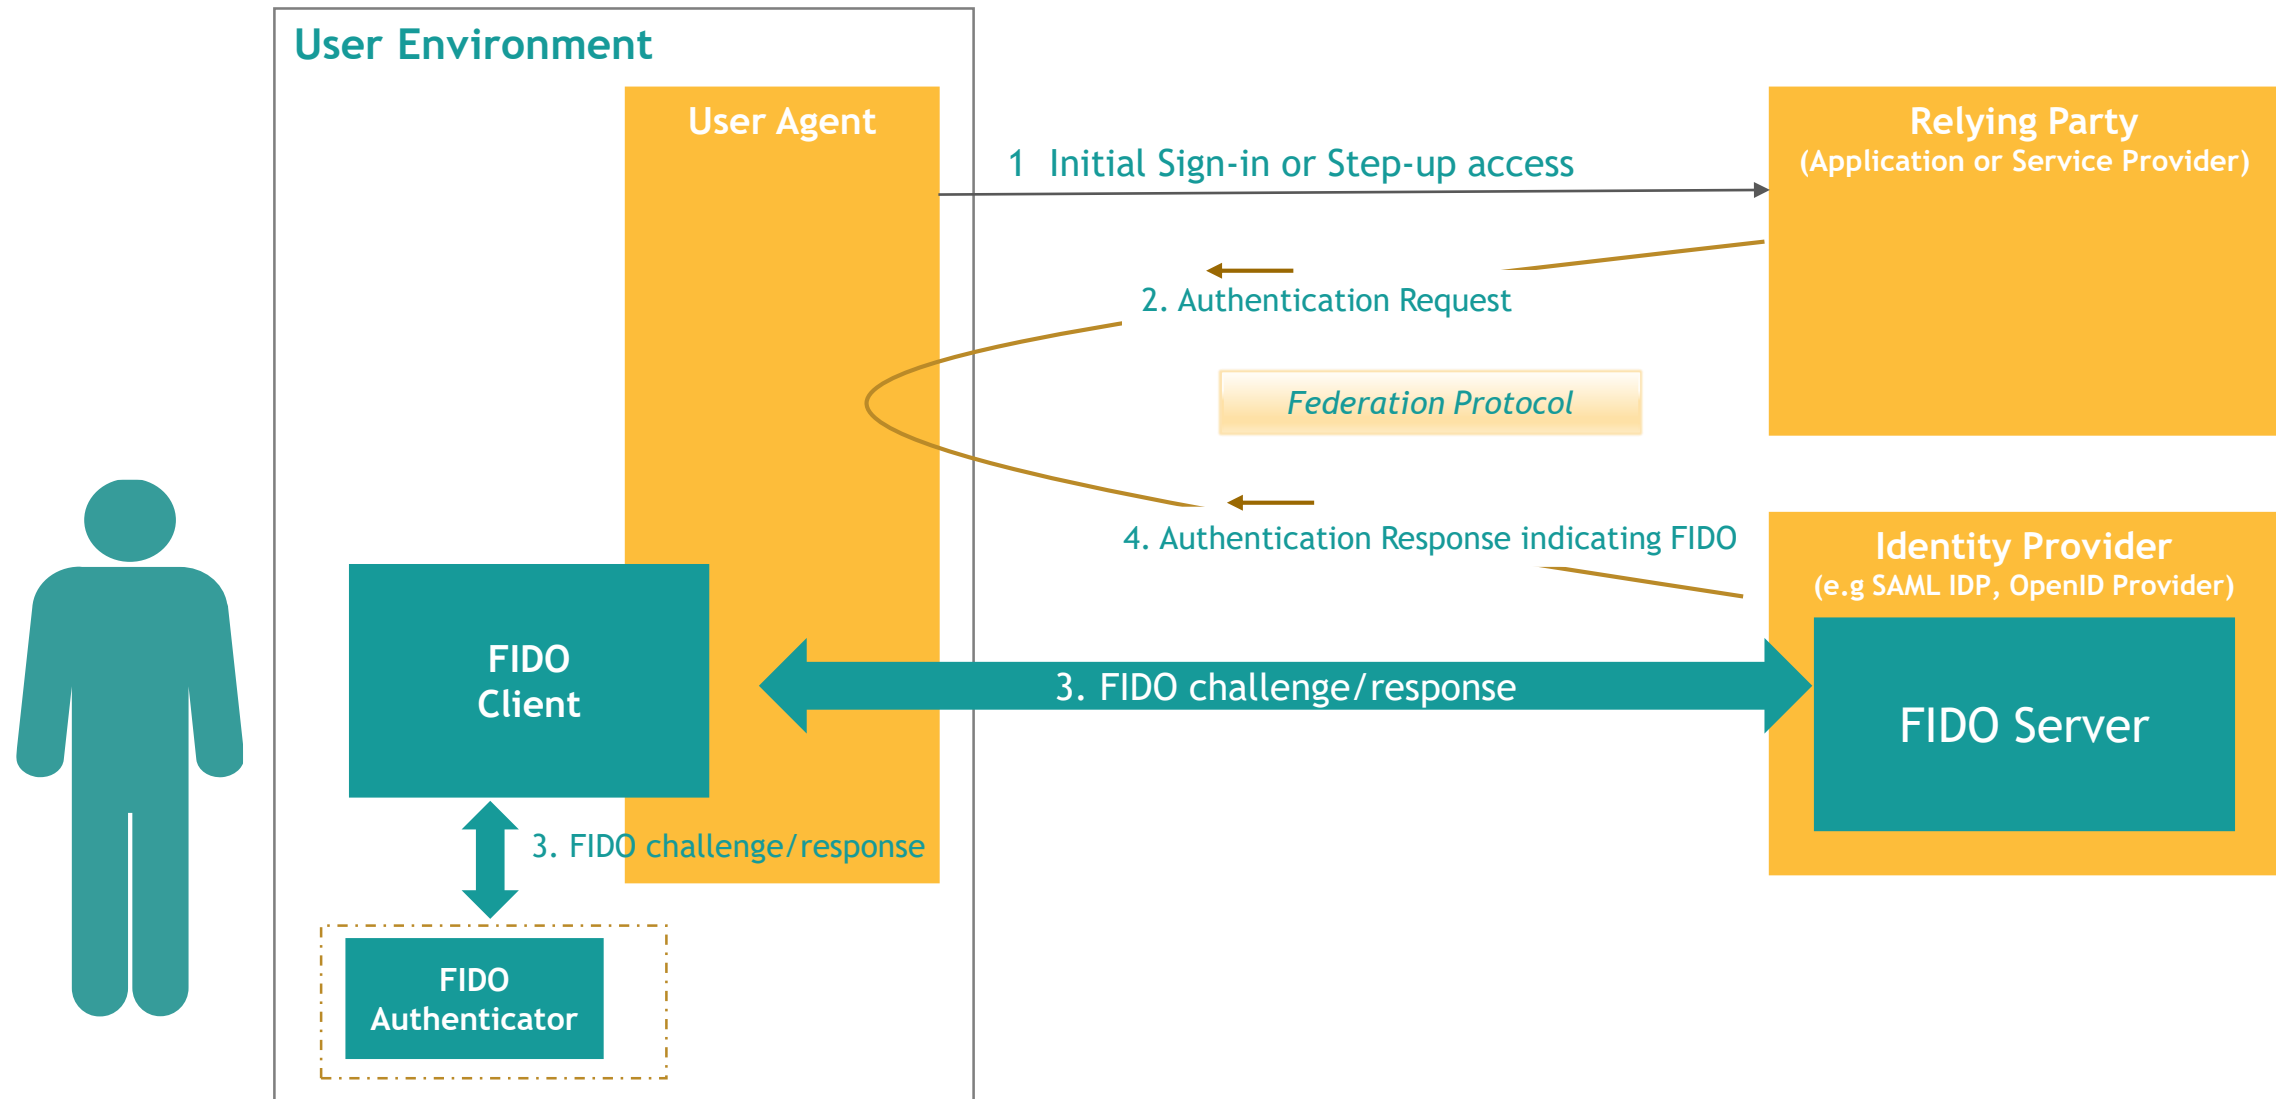 User Environment
User Agent
1 Initial Sign-in or Step-up access
Relying Party
(Application or Service Provider)
2. Authentication Request
Federation Protocol
4. Authentication Response indicating FIDO
Identity Provider
(e.g SAML IDP, OpenID Provider)
FIDO
Client
3. FIDO challenge/response
FIDO Server
3. FIDO challenge/response
FIDO
Authenticator